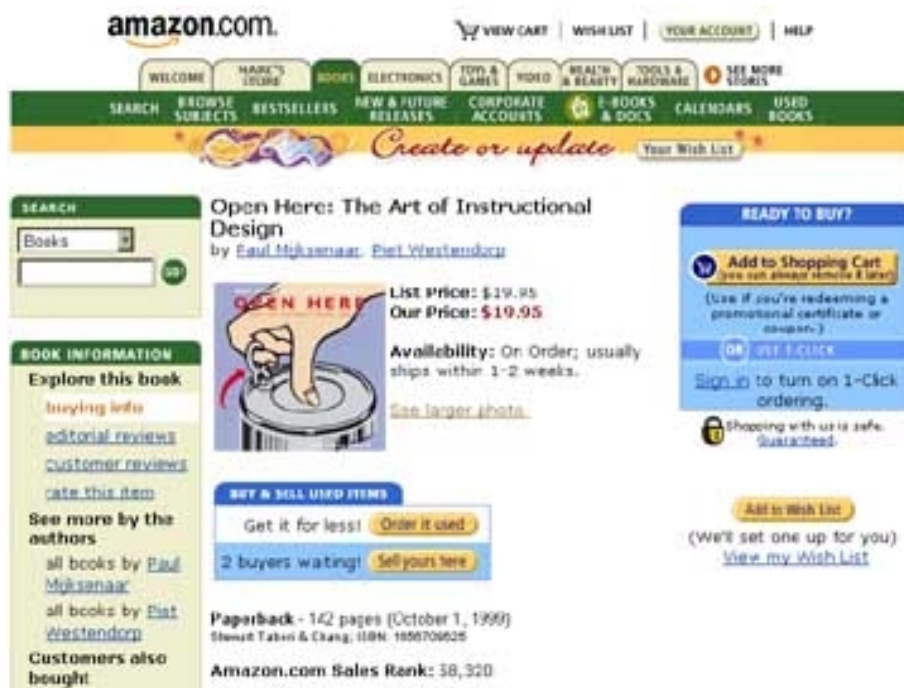 amazon.com.
VIEW CART | WISH LIST | YOUR ACCOUNT | HELP
WELCOME
STORE
BOOKS
ELECTRONICS
TOYS & GAMES
VIDEO
HEALTH & BEAUTY
TOOLS & HARDWARE
SEE MORE STORES
SEARCH
BROWSE SUBJECTS
BESTSELLERS
NEW & FUTURE RELEASES
CORPORATE ACCOUNTS
E-BOOKS & DOCS
CALENDARS
USED BOOKS
Create or update Your Wish List
SEARCH
Books
GO!
BOOK INFORMATION
Explore this book
buying info
editorial reviews
customer reviews
rate this item
See more by the
authors
all books by Paul
Mijksenaar
all books by Piet
Westendorp
Customers also
bought
Open Here: The Art of Instructional
Design
by Paul Mijksenaar, Piet Westendorp
OPEN HERE
List Price: $19.95
Our Price: $19.95
Availability: On Order; usually
ships within 1-2 weeks.
See larger photo
BUY & SELL USED ITEMS
Get it for less! Order it used
2 buyers waiting! Sell yours here
Paperback - 142 pages (October 1, 1999)
Amazon.com Sales Rank: 58,320
READY TO BUY?
Add to Shopping Cart
(you can always remove it later)
(Use if you're redeeming a
promotional certificate or
coupon.)
OR USE 1-CLICK
Sign in to turn on 1-Click
ordering.
Shopping with us is safe.
Guaranteed.
Add to Wish List
(We'll set one up for you)
View my Wish List